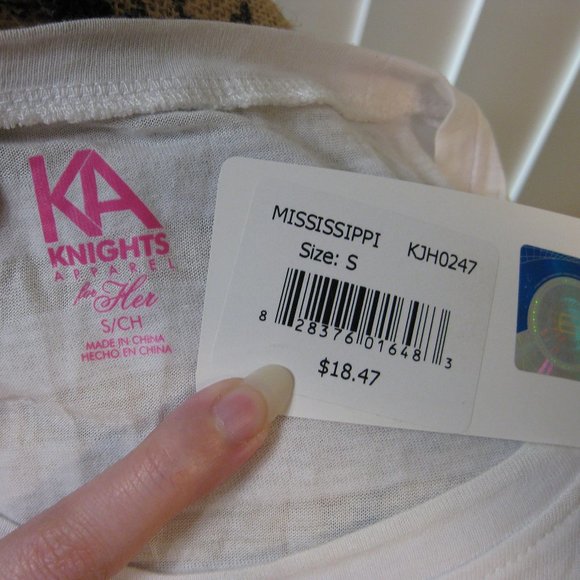 KA
KNIGHTS
APPAREL
for Her
S/CH
MADE IN CHINA
HECHO EN CHINA
MISSISSIPPI KJH0247
Size: S
8 28376 01648 3
$18.47